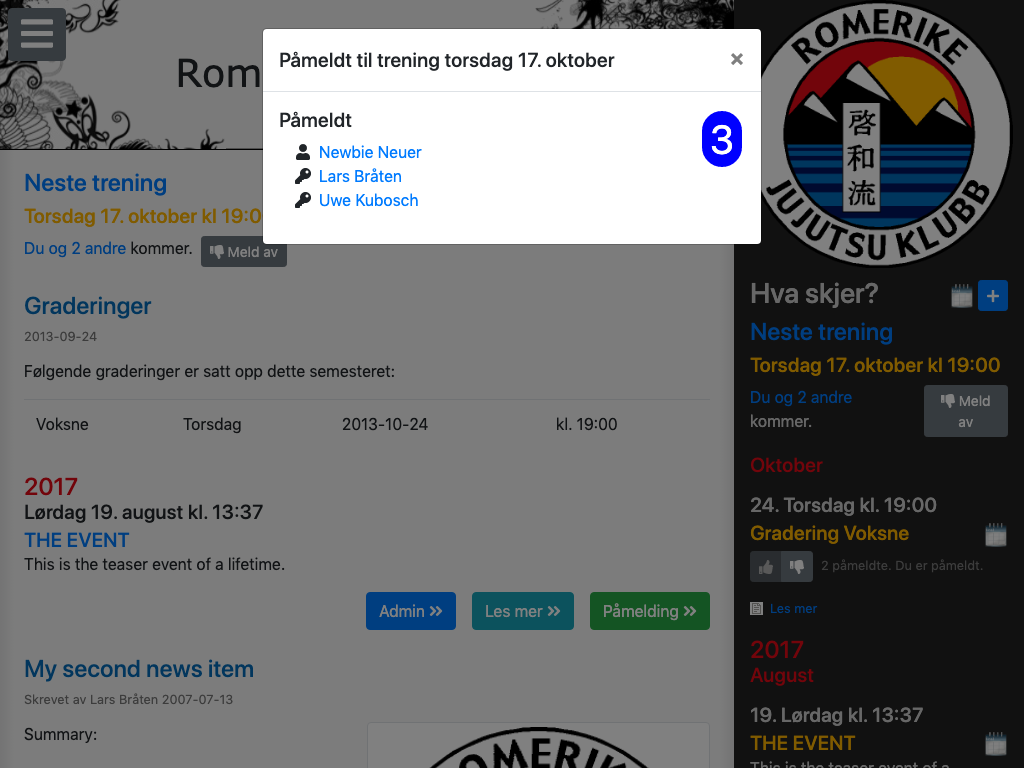 Påmeldt til trening torsdag 17. oktober ×
Påmeldt
3
Newbie Neuer
Lars Bråten
Uwe Kubosch
Rom
Neste trening
Torsdag 17. oktober kl 19:0
Du og 2 andre kommer. Meld av
Graderinger
2013-09-24
Følgende graderinger er satt opp dette semesteret:
Voksne Torsdag 2013-10-24 kl. 19:00
2017
Lørdag 19. august kl. 13:37
THE EVENT
This is the teaser event of a lifetime.
Admin » Les mer » Påmelding »
My second news item
Skrevet av Lars Bråten 2007-07-13
Summary:
ROMERIKE
ROMERIKE
啓和流
JUJUTSU KLUBB
Hva skjer? +
Neste trening
Torsdag 17. oktober kl 19:00
Du og 2 andre
kommer.
Meld
av
Oktober
24. Torsdag kl. 19:00
Gradering Voksne
2 påmeldte. Du er påmeldt.
Les mer
2017
August
19. Lørdag kl. 13:37
THE EVENT
This is the teaser event of a